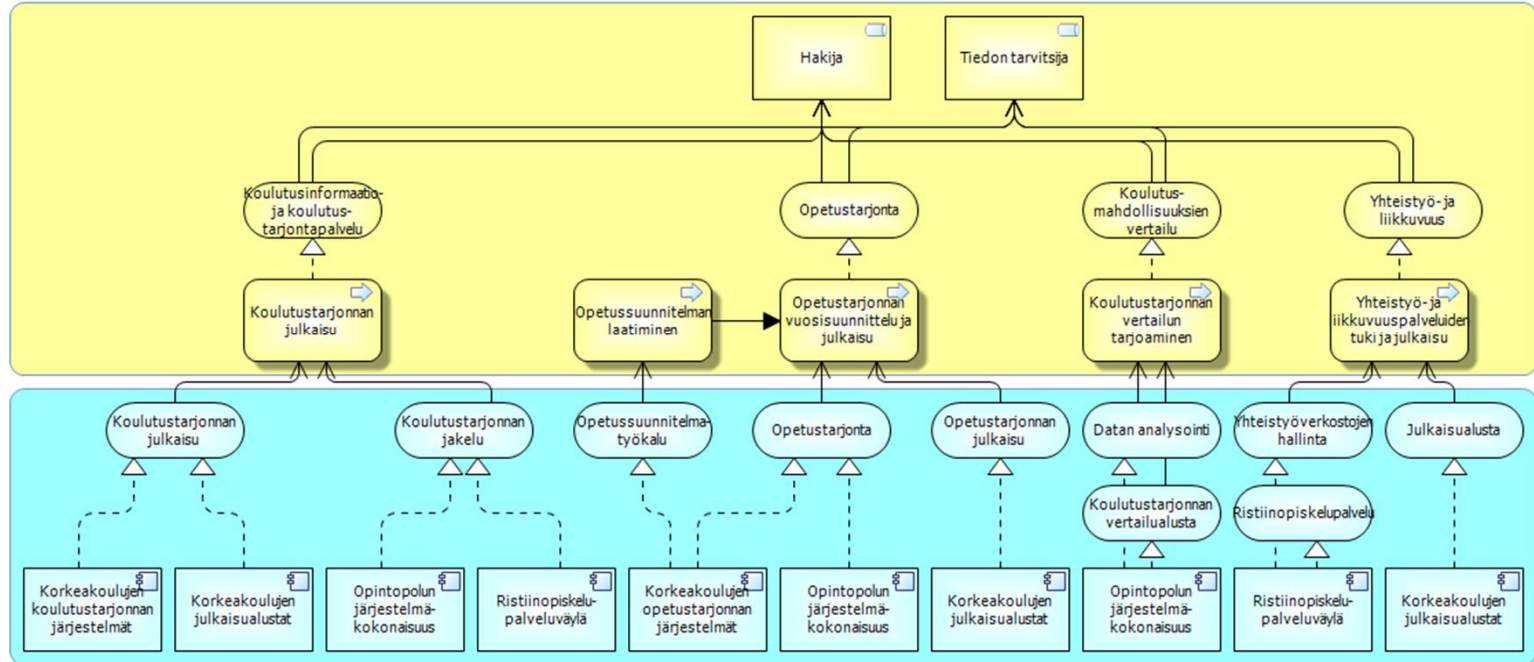 Hakija
Tiedon tarvitsija
Koulutusinformaatio-
ja koulutus-
tarjontapalvelu
Opetustarjonta
Koulutus-
mahdollisuuksien
vertailu
Yhteistyö- ja
liikkuvuus
Koulutustarjonnan
julkaisu
Opetussuunnitelman
laatiminen
Opetustarjonnan
vuosisuunnittelu ja
julkaisu
Koulutustarjonnan
vertailun
tarjoaminen
Yhteistyö- ja
liikkuvuuspalveluiden
tuki ja julkaisu
Koulutustarjonnan
julkaisu
Koulutustarjonnan
jakelu
Opetussuunnitelma-
työkalu
Opetustarjonta
Opetustarjonnan
julkaisu
Datan analysointi
Yhteistyöverkostojen
hallinta
Julkaisualusta
Koulutustarjonnan
vertailualusta
Ristiinopiskelupalvelu
Korkeakoulujen
koulutustarjonnan
järjestelmät
Korkeakoulujen
julkaisualustat
Opintopolun
järjestelmä-
kokonaisuus
Ristiinopiskelu-
palveluväylä
Korkeakoulujen
opetustarjonnan
järjestelmät
Opintopolun
järjestelmä-
kokonaisuus
Korkeakoulujen
julkaisualustat
Opintopolun
järjestelmä-
kokonaisuus
Ristiinopiskelu-
palveluväylä
Korkeakoulujen
julkaisualustat